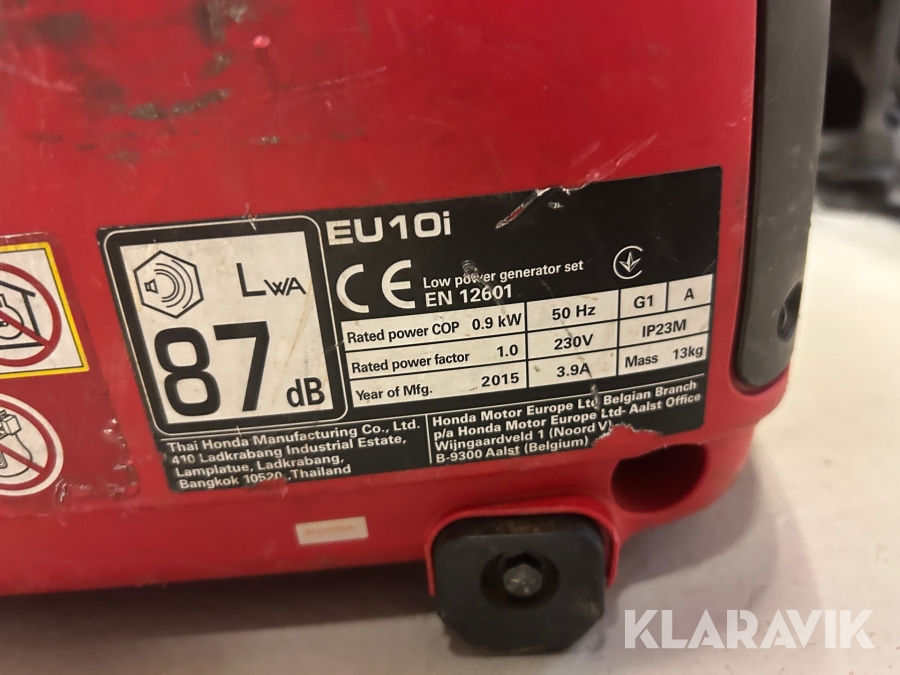 EU10i
LWA
87 dB
CE
Low power generator set
EN 12601
Rated power COP 0.9 kW
50 Hz
G1
A
Rated power factor 1.0
230V
IP23M
Year of Mfg. 2015
3.9A
Mass 13kg
Thai Honda Manufacturing Co., Ltd.
410 Ladkrabang Industrial Estate,
Lamplatue, Ladkrabang,
Bangkok 10520 ,Thailand
Honda Motor Europe Ltd Belgian Branch
p/a Honda Motor Europe Ltd- Aalst Office
Wijngaardveld 1 (Noord V)
B-9300 Aalst (Belgium)
HONDA
KLARAVIK